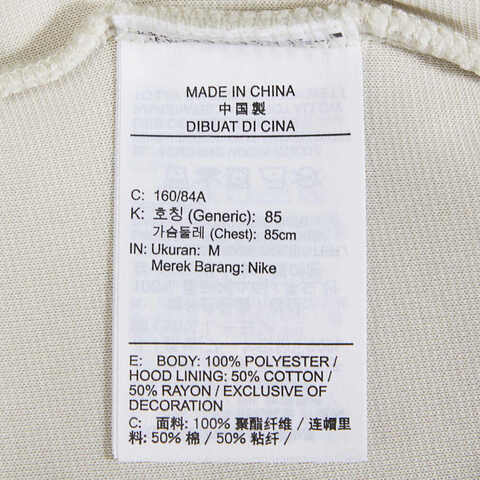 MADE IN CHINA
中国製
DIBUAT DI CINA
C: 160/84A
K: 호칭 (Generic): 85
가슴둘레 (Chest): 85cm
IN: Ukuran: M
Merek Barang: Nike
E: BODY: 100% POLYESTER /
HOOD LINING: 50% COTTON /
50% RAYON / EXCLUSIVE OF
DECORATION
C: 面料: 100% 聚酯纤维 / 连帽里
料: 50% 棉 / 50% 粘纤 /